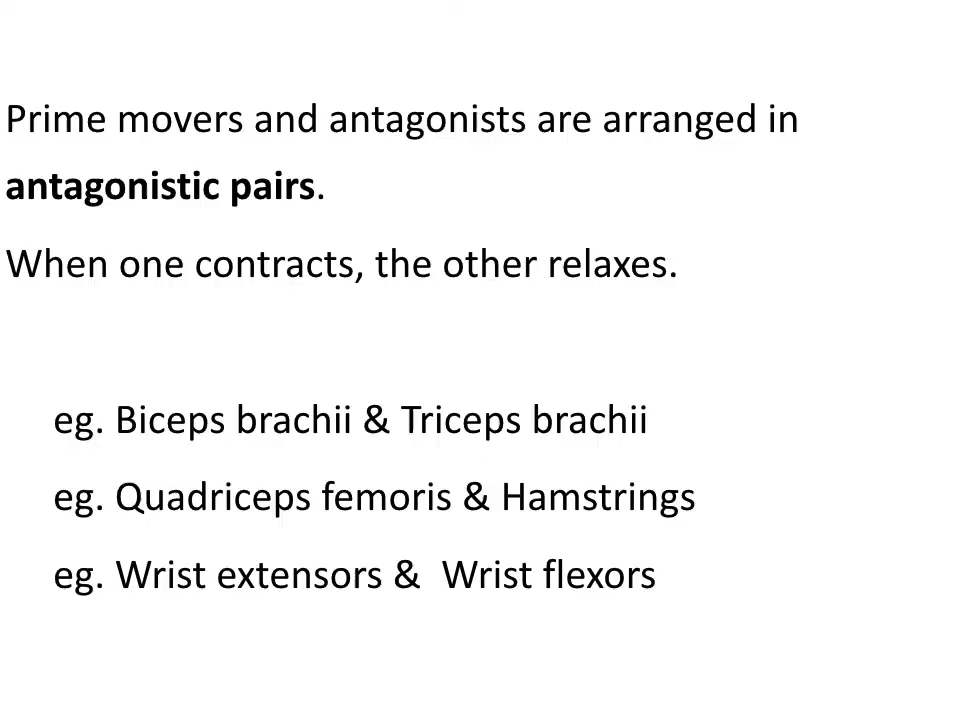 Prime movers and antagonists are arranged in
antagonistic pairs.
When one contracts, the other relaxes.
eg. Biceps brachii & Triceps brachii
eg. Quadriceps femoris & Hamstrings
eg. Wrist extensors &  Wrist flexors